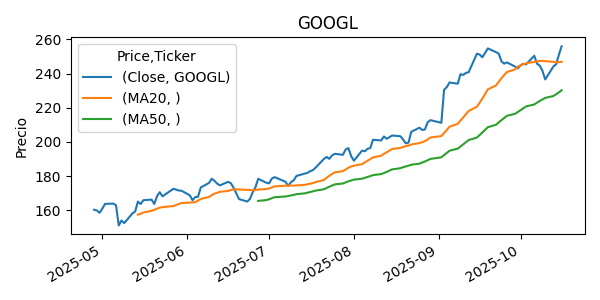 GOOGL
Price,Ticker
(Close, GOOGL)
(MA20, )
(MA50, )
Precio
260
240
220
200
180
160
2025-05
2025-06
2025-07
2025-08
2025-09
2025-10